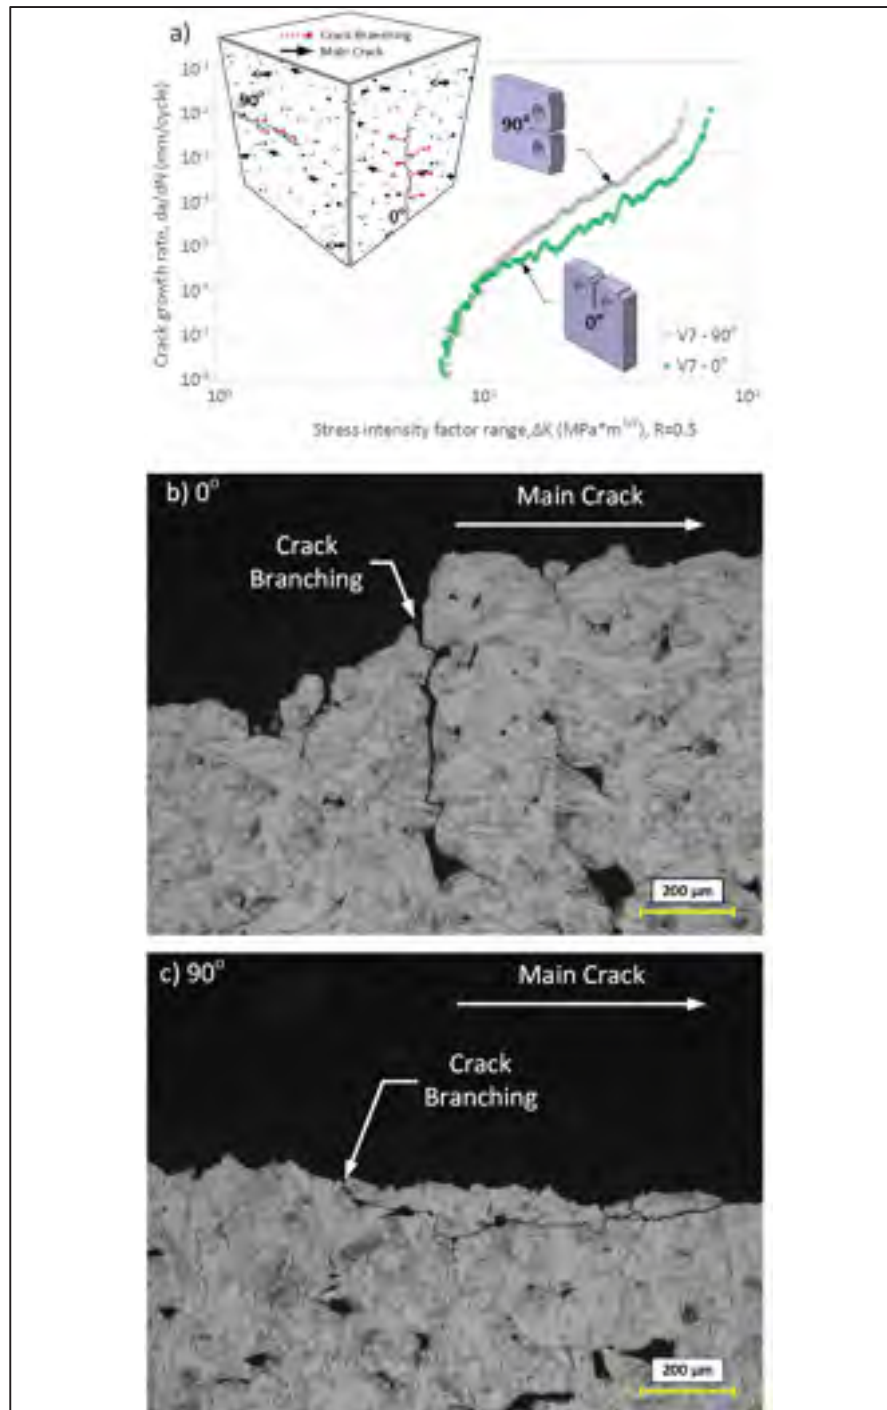 a)
Crack Branching
Main Crack
90°
0°
90°
0°
V7 - 90°
V7 - 0°
Crack growth rate, da/dN (mm/cycle)
10⁰
Stress intensity factor range, ΔK (MPa*m¹/²), R=0.5
b) 0°
Main Crack
Crack
Branching
200 µm
c) 90°
Main Crack
Crack
Branching
200 µm